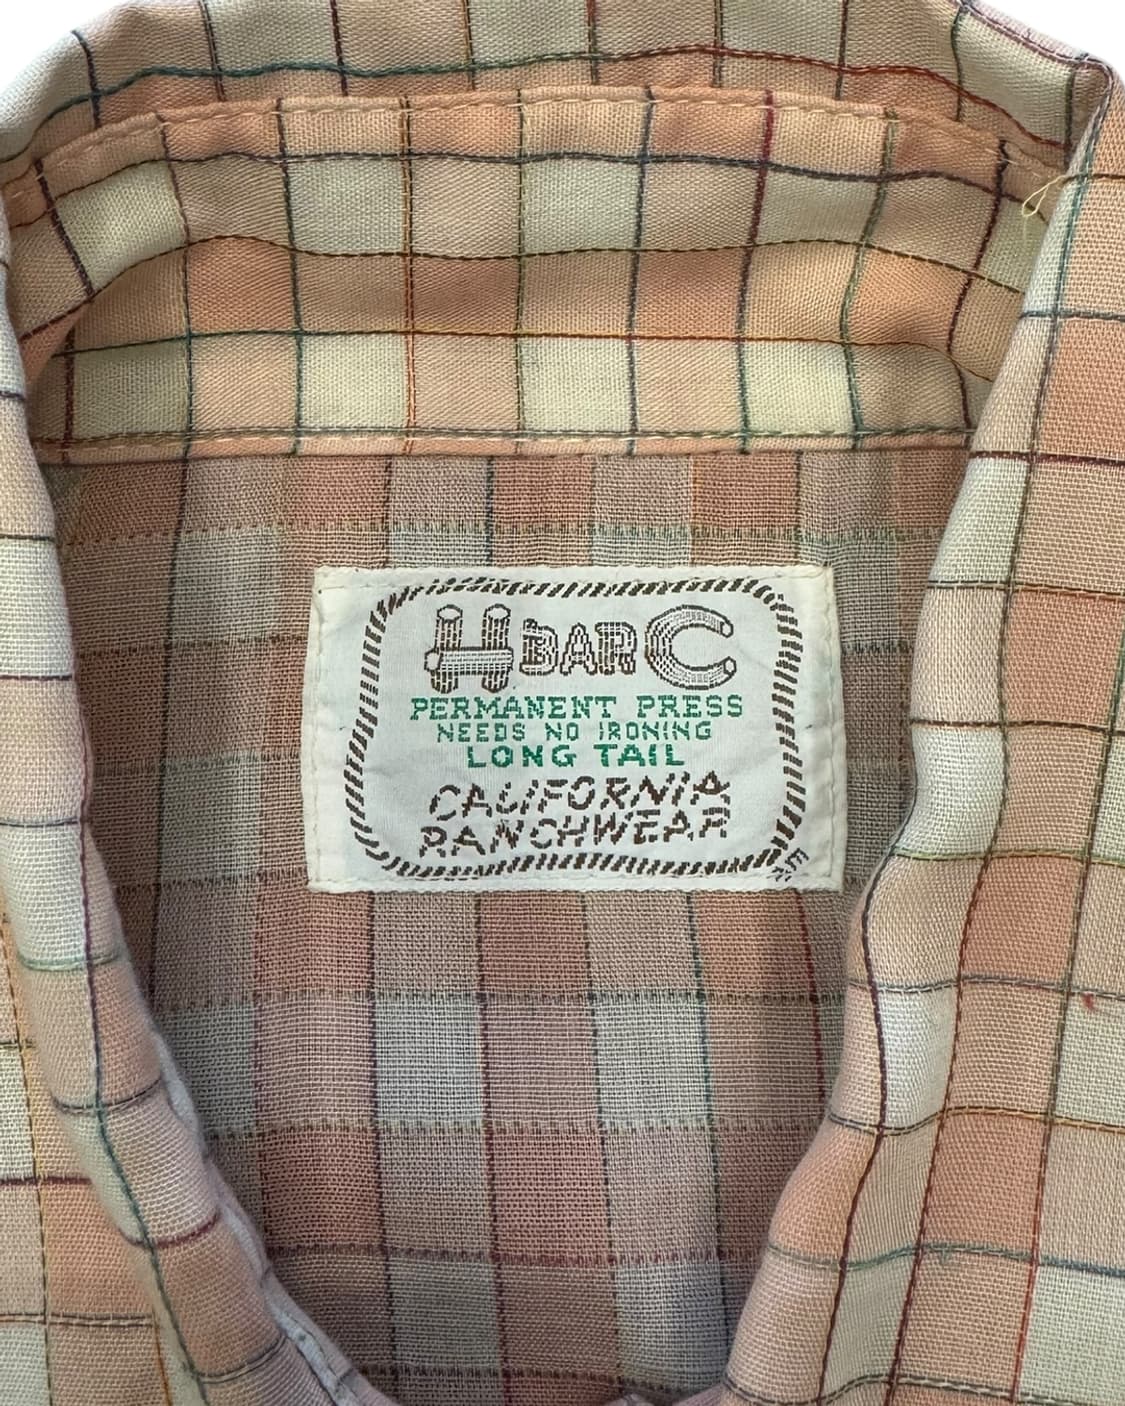 H BAR C
PERMANENT PRESS
NEEDS NO IRONING
LONG TAIL
CALIFORNIA
RANCHWEAR